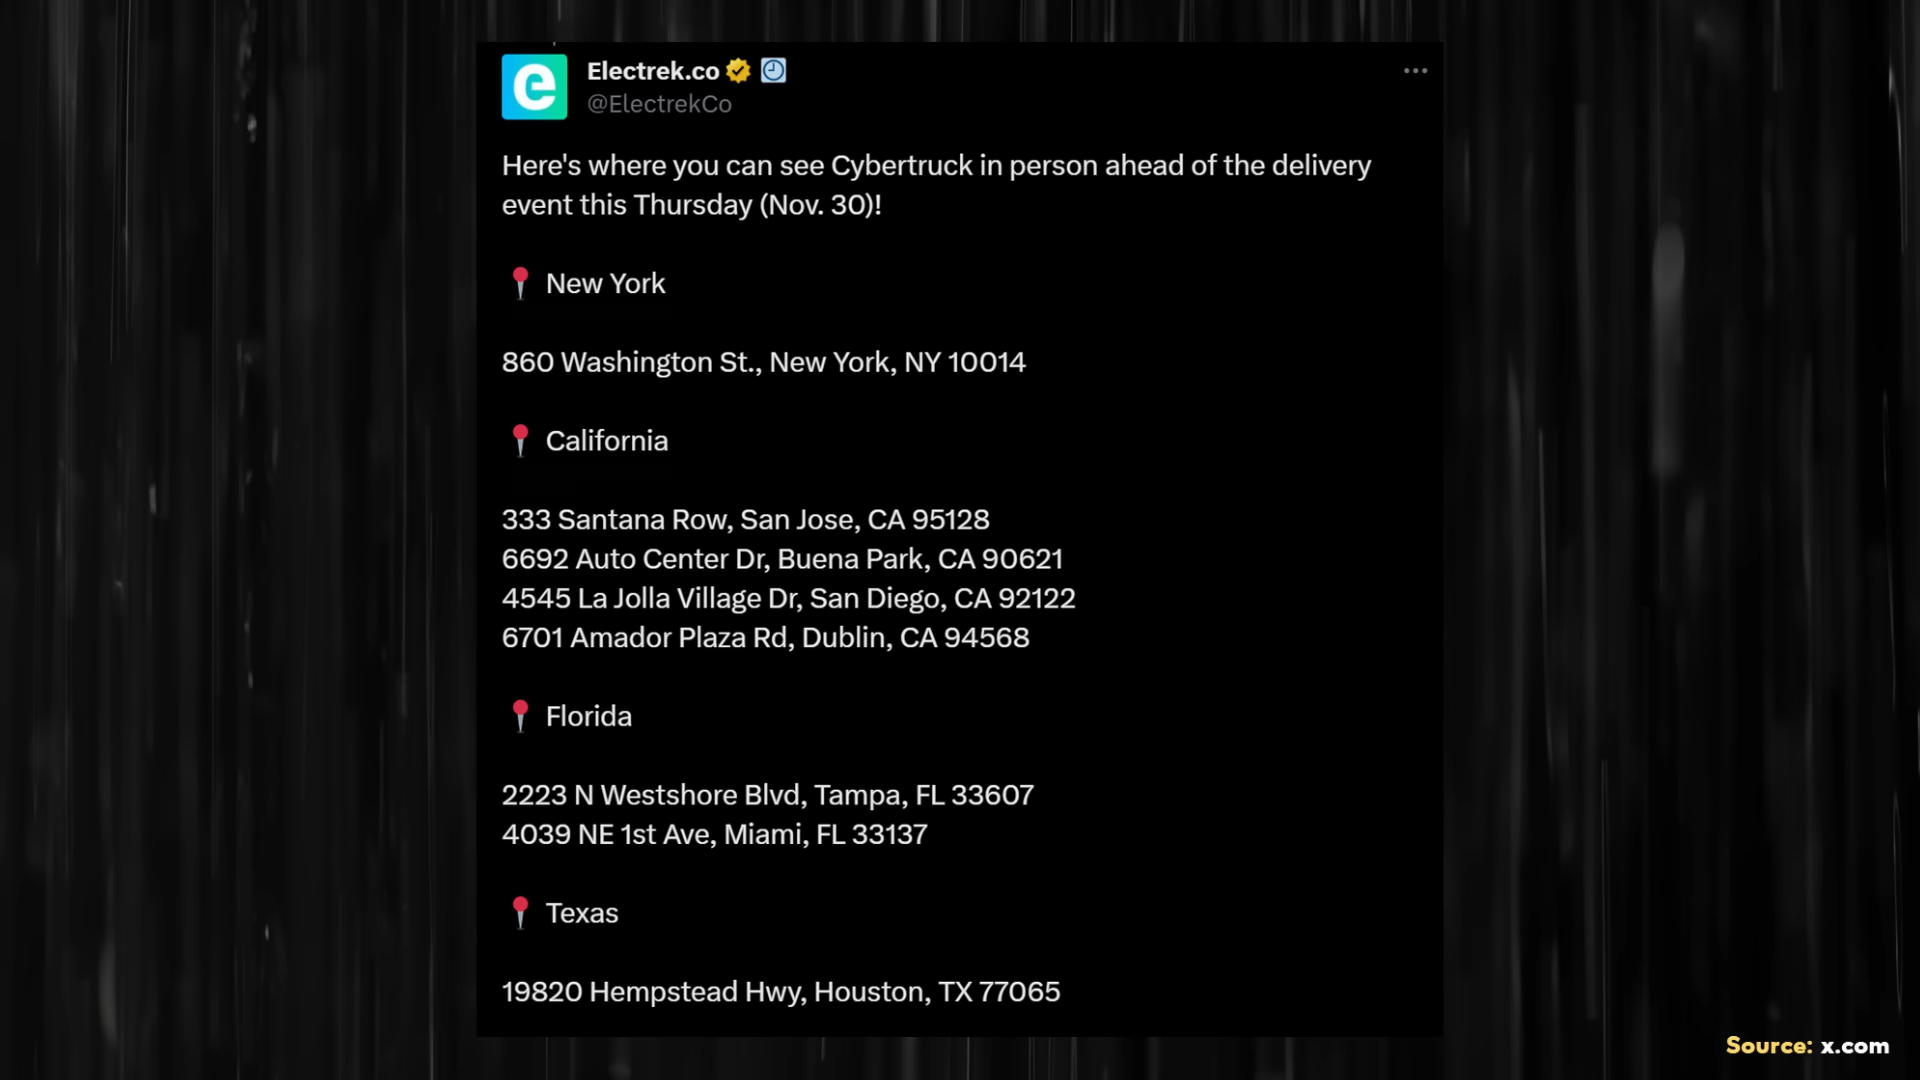 e
Electrek.co
@ElectrekCo
Here's where you can see Cybertruck in person ahead of the delivery
event this Thursday (Nov. 30)!
📍 New York
860 Washington St., New York, NY 10014
📍 California
333 Santana Row, San Jose, CA 95128
6692 Auto Center Dr, Buena Park, CA 90621
4545 La Jolla Village Dr, San Diego, CA 92122
6701 Amador Plaza Rd, Dublin, CA 94568
📍 Florida
2223 N Westshore Blvd, Tampa, FL 33607
4039 NE 1st Ave, Miami, FL 33137
📍 Texas
19820 Hempstead Hwy, Houston, TX 77065
Source: x.com